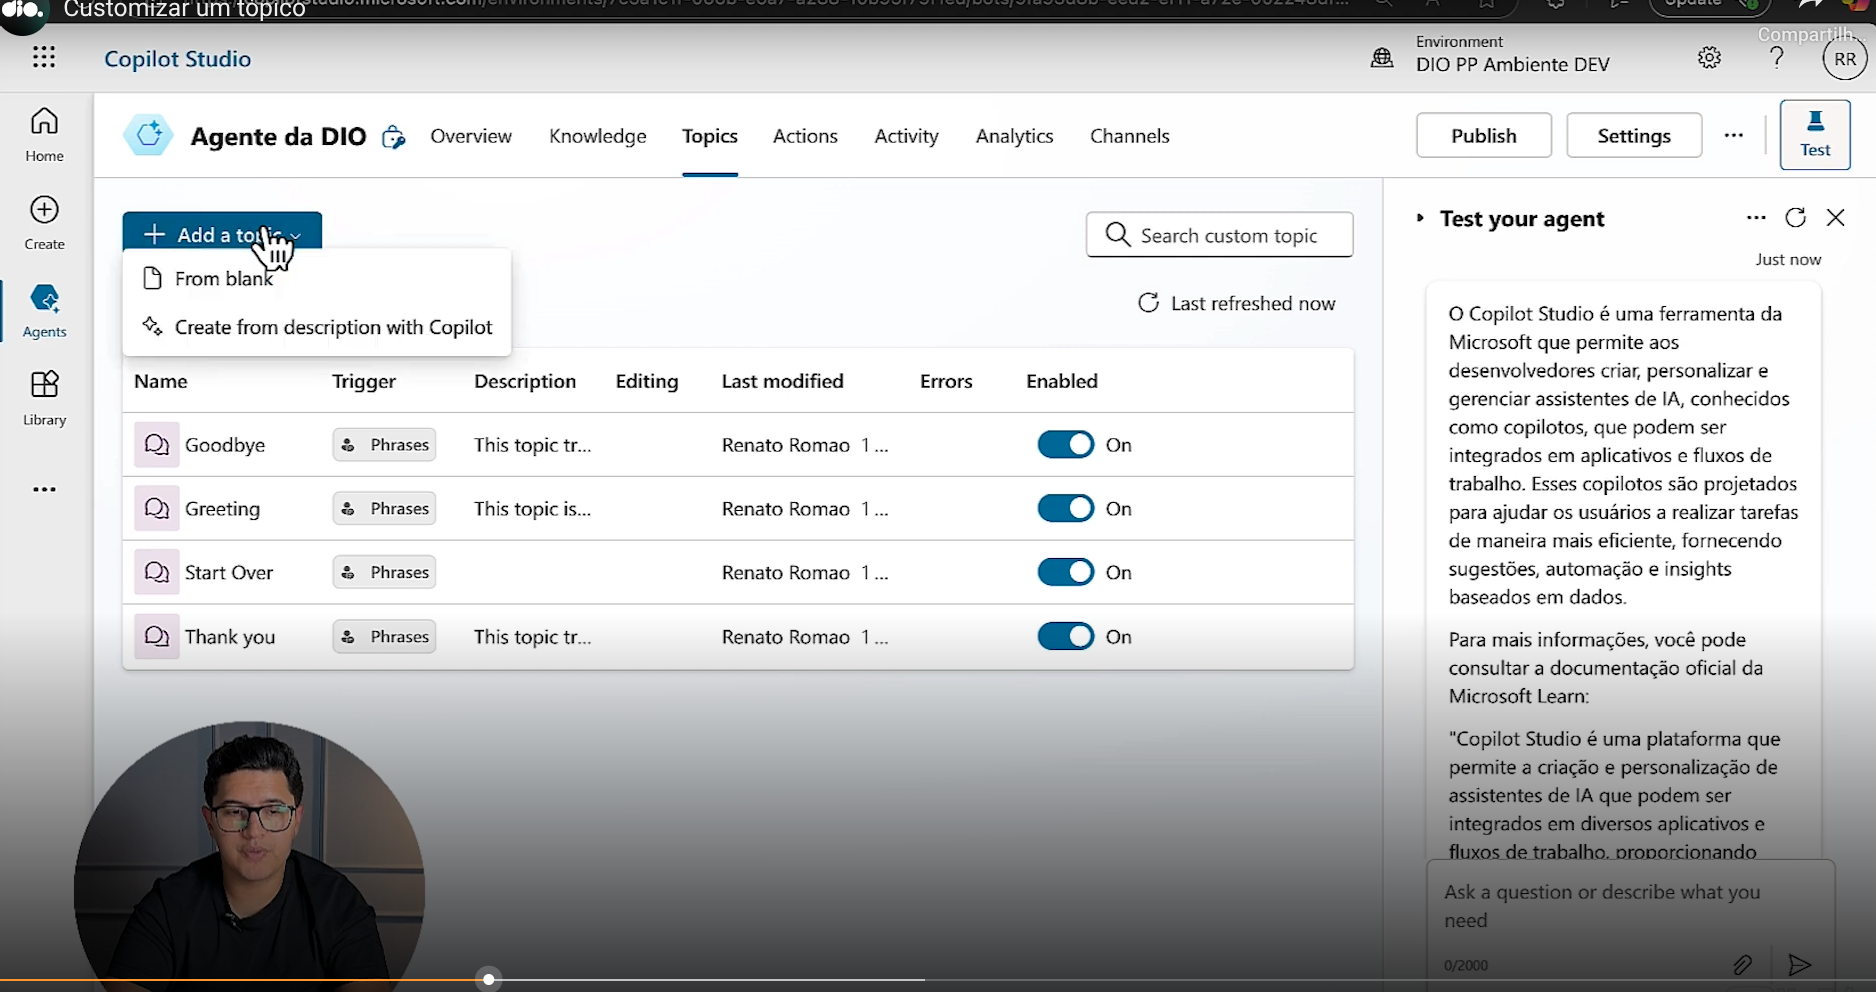 dio.
Customizar um tópico
Update
Compartilh...
Copilot Studio
Environment
DIO PP Ambiente DEV
RR
Home
Create
Agents
Library
Agente da DIO
Overview
Knowledge
Topics
Actions
Activity
Analytics
Channels
Publish
Settings
Test
Add a topic
From blank
Create from description with Copilot
Search custom topic
Last refreshed now
Name Trigger Description Editing Last modified Errors Enabled
Goodbye Phrases This topic tr... Renato Romao 1 ... On
Greeting Phrases This topic is... Renato Romao 1 ... On
Start Over Phrases Renato Romao 1 ... On
Thank you Phrases This topic tr... Renato Romao 1 ... On
Test your agent
Just now
O Copilot Studio é uma ferramenta da
Microsoft que permite aos
desenvolvedores criar, personalizar e
gerenciar assistentes de IA, conhecidos
como copilotos, que podem ser
integrados em aplicativos e fluxos de
trabalho. Esses copilotos são projetados
para ajudar os usuários a realizar tarefas
de maneira mais eficiente, fornecendo
sugestões, automação e insights
baseados em dados.
Para mais informações, você pode
consultar a documentação oficial da
Microsoft Learn:
"Copilot Studio é uma plataforma que
permite a criação e personalização de
assistentes de IA que podem ser
integrados em diversos aplicativos e
fluxos de trabalho, proporcionando
Ask a question or describe what you
need
0/2000